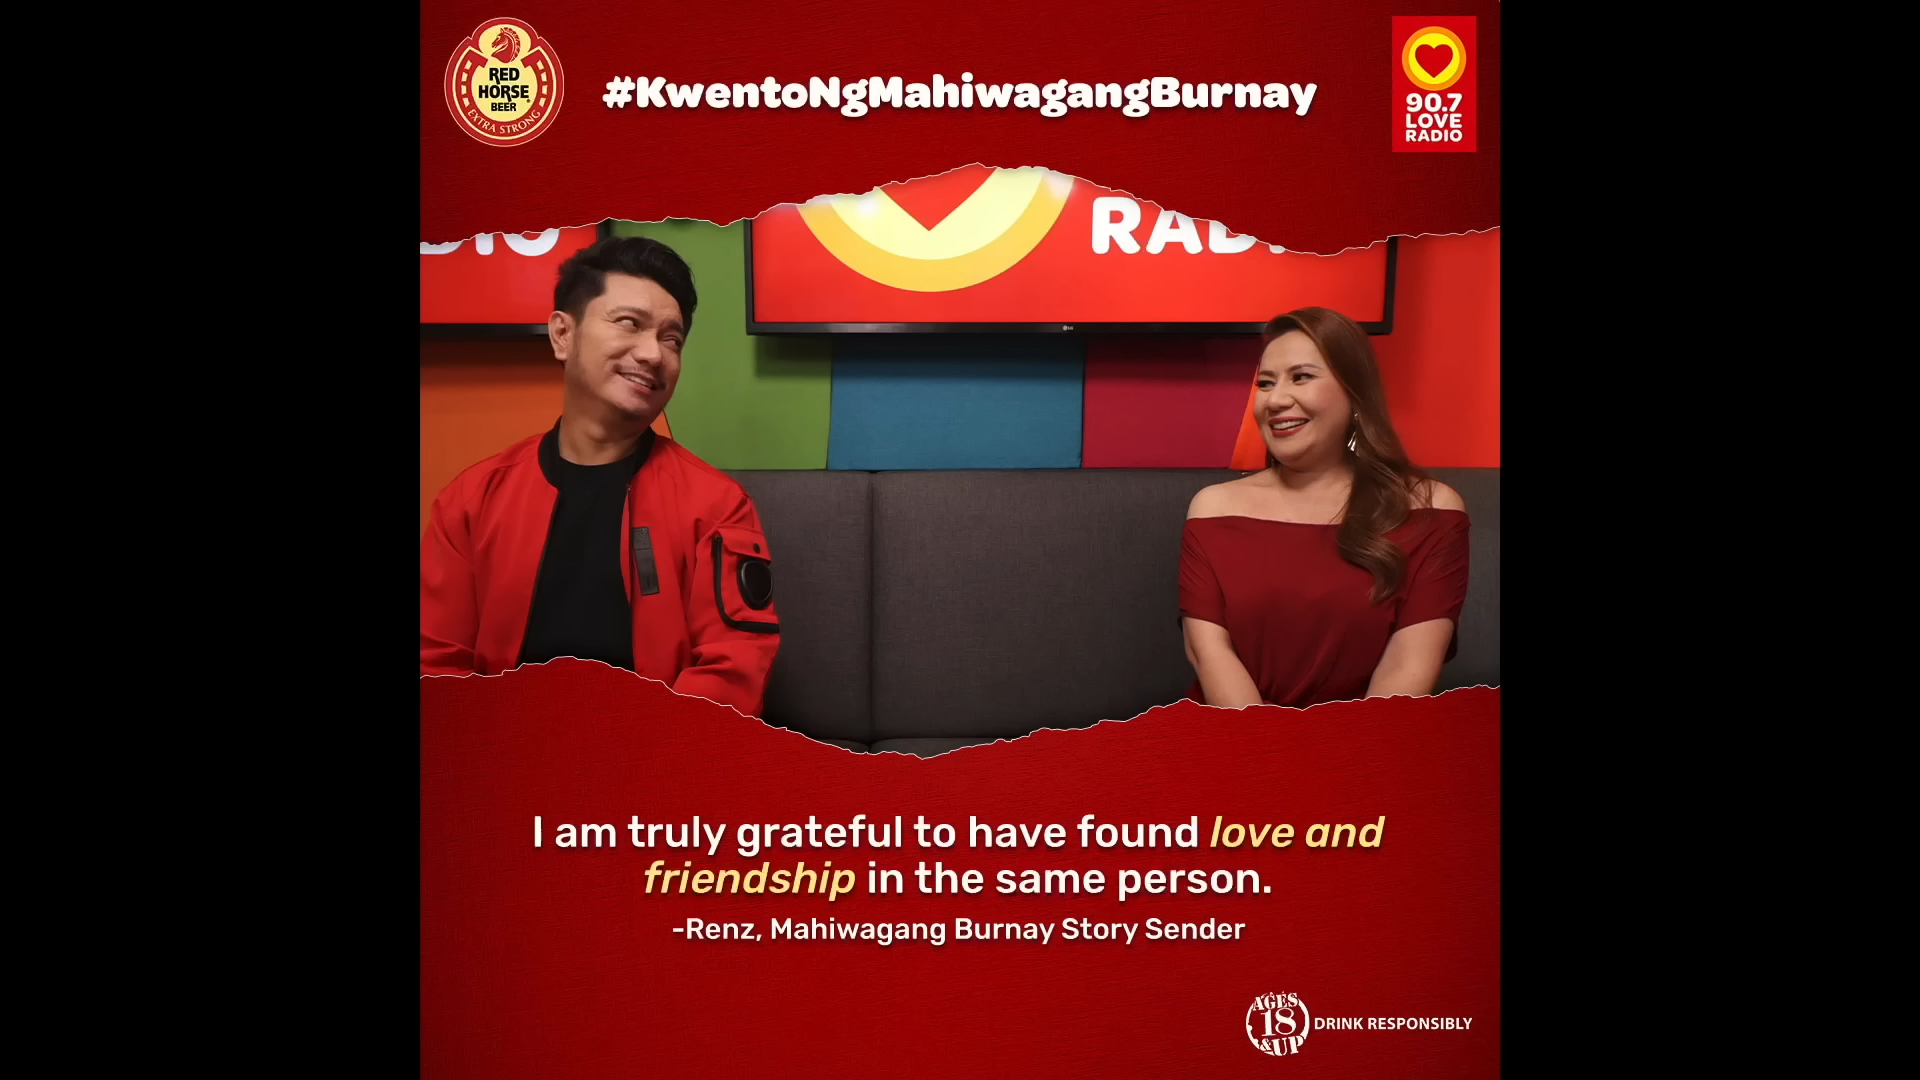 RED
HORSE
BEER
EXTRA STRONG
#KwentoNgMahiwagangBurnay
90.7
LOVE
RADIO
I am truly grateful to have found love and
friendship in the same person.
-Renz, Mahiwagang Burnay Story Sender
AGES
18
&UP
DRINK RESPONSIBLY